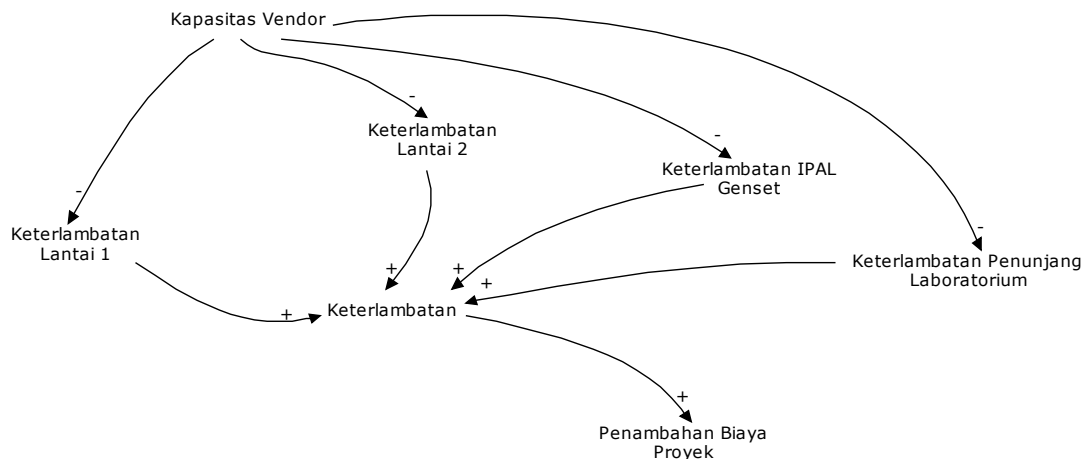 Kapasitas Vendor
-
Keterlambatan
Lantai 2
-
Keterlambatan IPAL
Genset
-
Keterlambatan
Lantai 1
-
Keterlambatan Penunjang
Laboratorium
+
+
+
+
Keterlambatan
+
Penambahan Biaya
Proyek